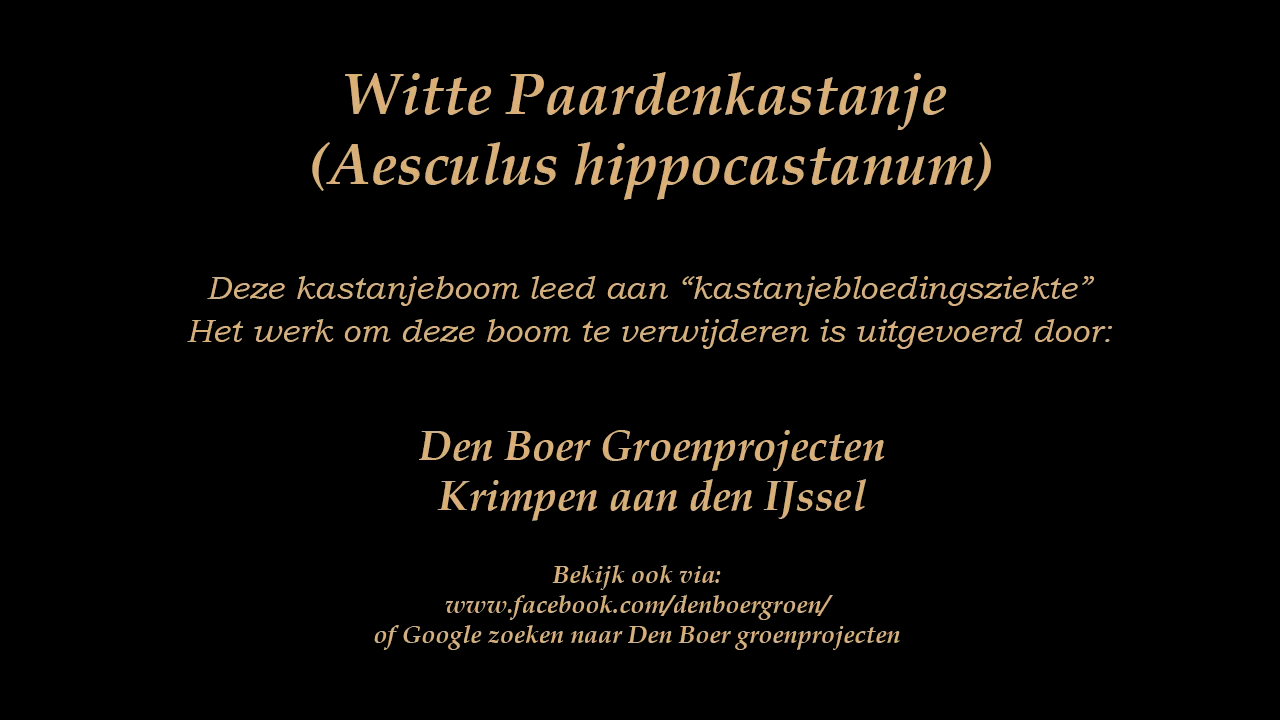 Witte Paardenkastanje
(Aesculus hippocastanum)
Deze kastanjeboom leed aan “kastanjebloedingsziekte”
Het werk om deze boom te verwijderen is uitgevoerd door:
Den Boer Groenprojecten
Krimpen aan den IJssel
Bekijk ook via:
www.facebook.com/denboergroen/
of Google zoeken naar Den Boer groenprojecten